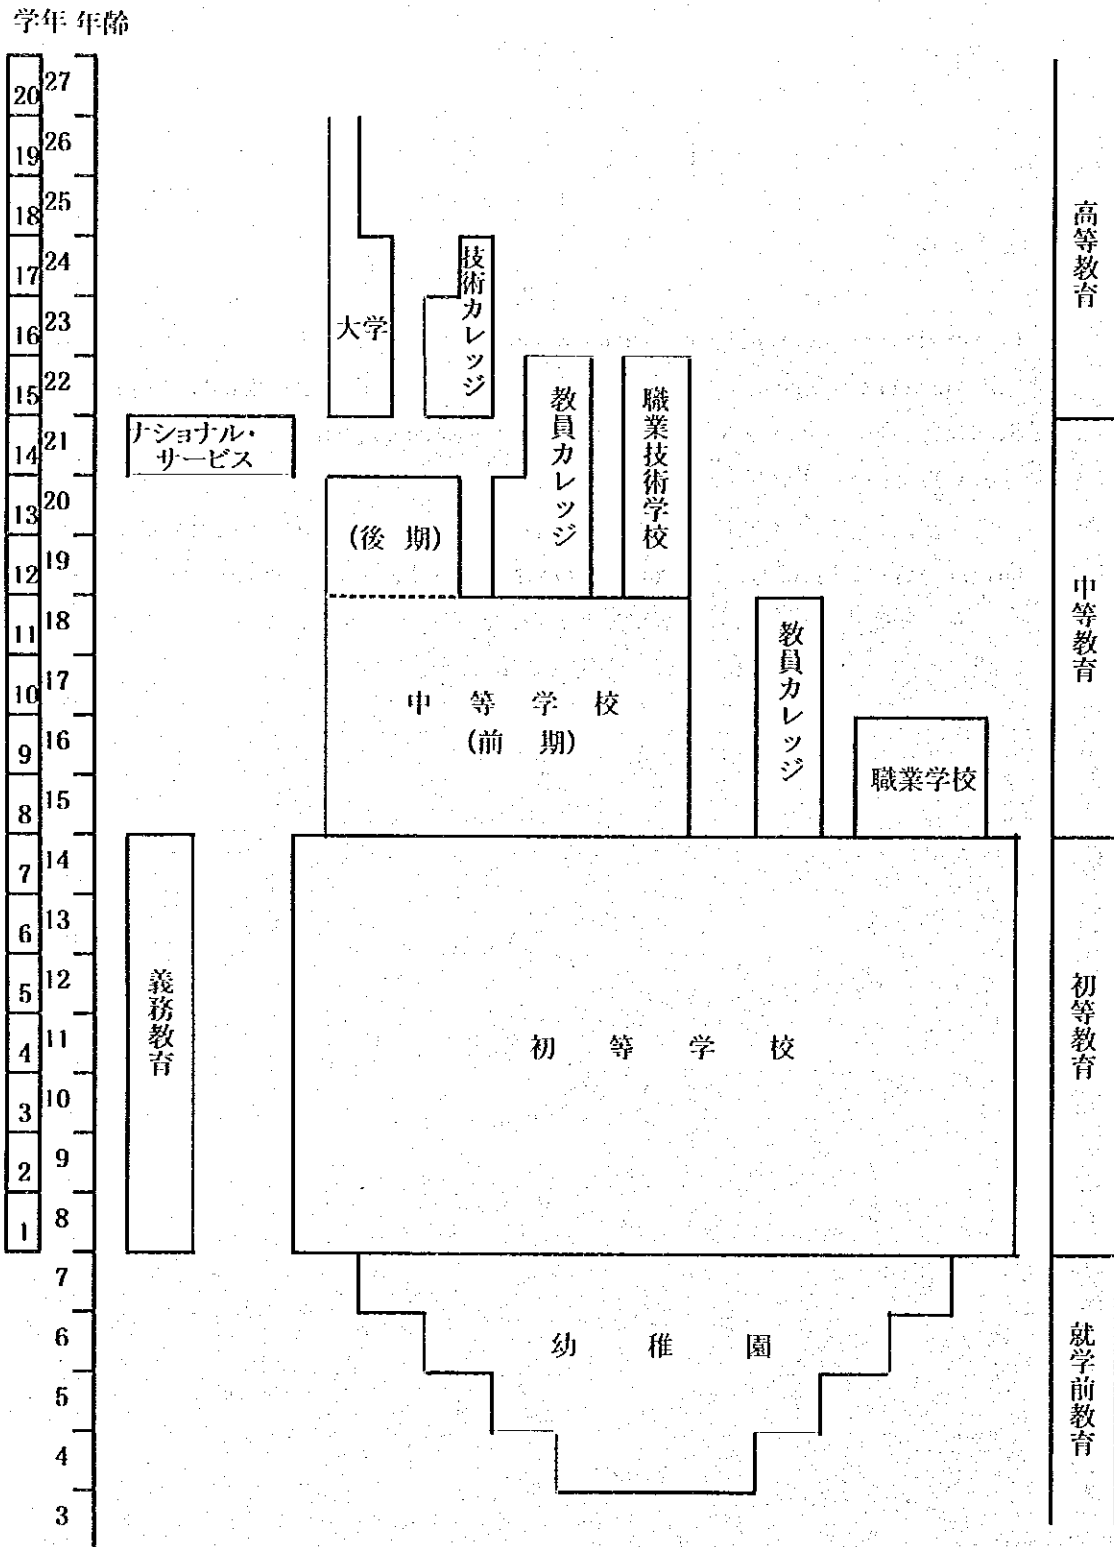 学年 年齢
20 27
19 26
18 25
17 24
16 23
15 22
14 21
13 20
12 19
11 18
10 17
9 16
8 15
7 14
6 13
5 12
4 11
3 10
2 9
1 8
7
6
5
4
3
ナショナル・
サービス
義務教育
大学
技術カレッジ
教員カレッジ
職業技術学校
(後 期)
中 等 学 校
(前 期)
教員カレッジ
職業学校
初 等 学 校
幼 稚 園
高等教育
中等教育
初等教育
就学前教育